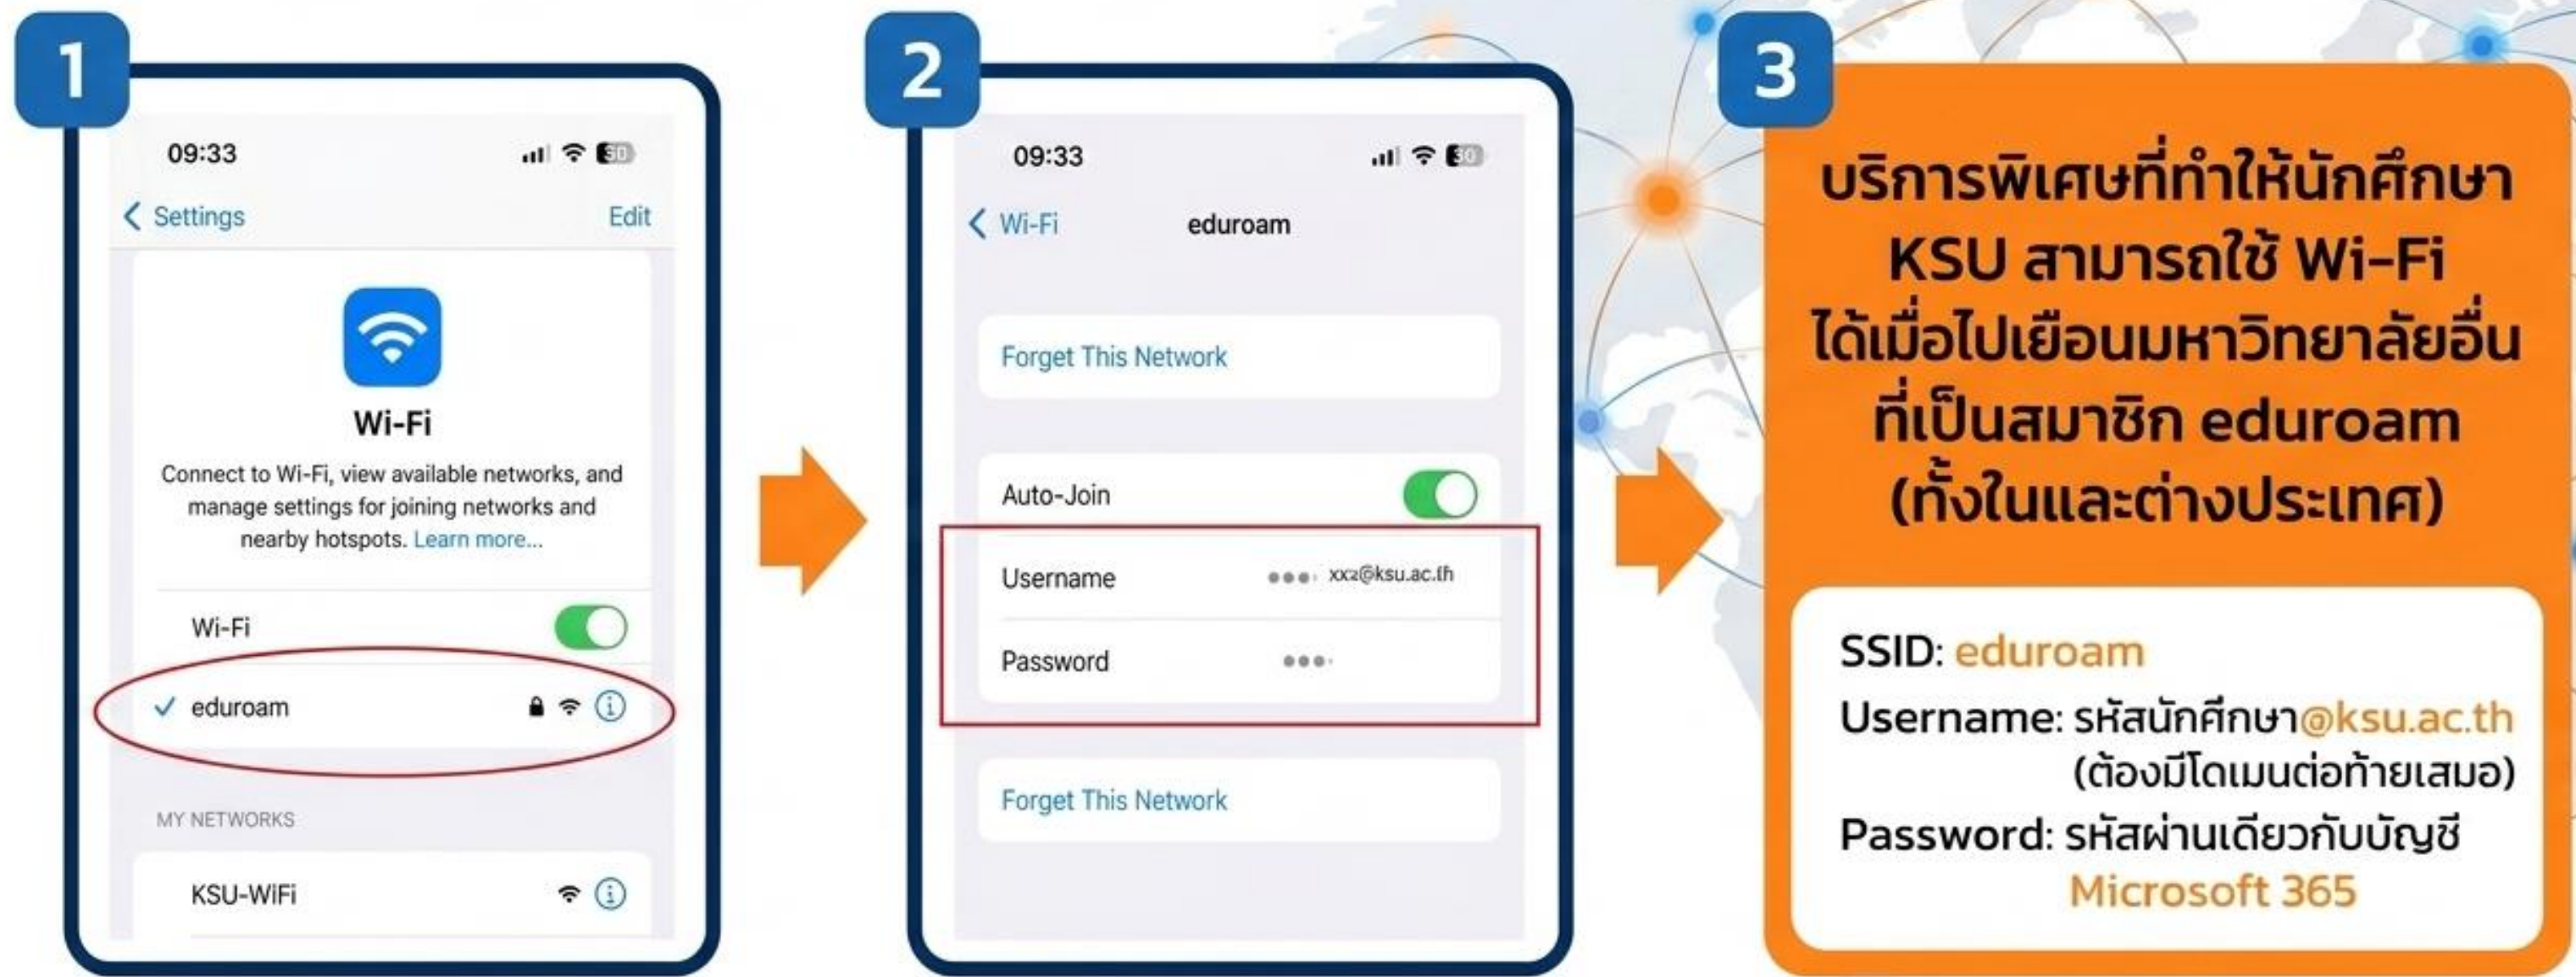 1
09:33
30
Settings
Edit
Wi-Fi
Connect to Wi-Fi, view available networks, and
manage settings for joining networks and
nearby hotspots. Learn more...
Wi-Fi
eduroam
MY NETWORKS
KSU-WiFi
2
09:33
30
Wi-Fi
eduroam
Forget This Network
Auto-Join
Username
xx2@ksu.ac.th
Password
Forget This Network
3
บริการพิเศษที่ทำให้นักศึกษา
KSU สามารถใช้ Wi-Fi
ได้เมื่อไปเยือนมหาวิทยาลัยอื่น
ที่เป็นสมาชิก eduroam
(ทั้งในและต่างประเทศ)
SSID: eduroam
Username: รหัสนักศึกษา@ksu.ac.th
(ต้องมีโดเมนต่อท้ายเสมอ)
Password: รหัสผ่านเดียวกับบัญชี
Microsoft 365